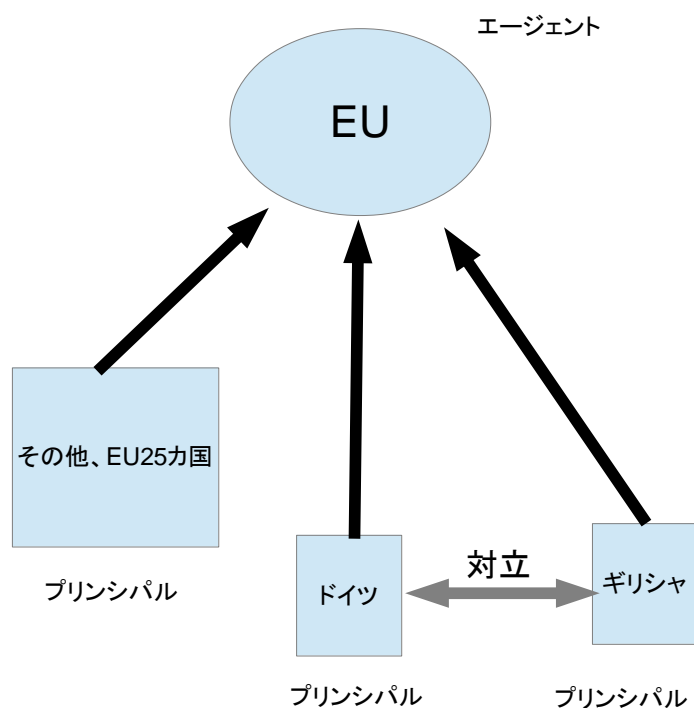 エージェント
EU
その他、EU25カ国
プリンシパル
ドイツ
対立
ギリシャ
プリンシパル
プリンシパル